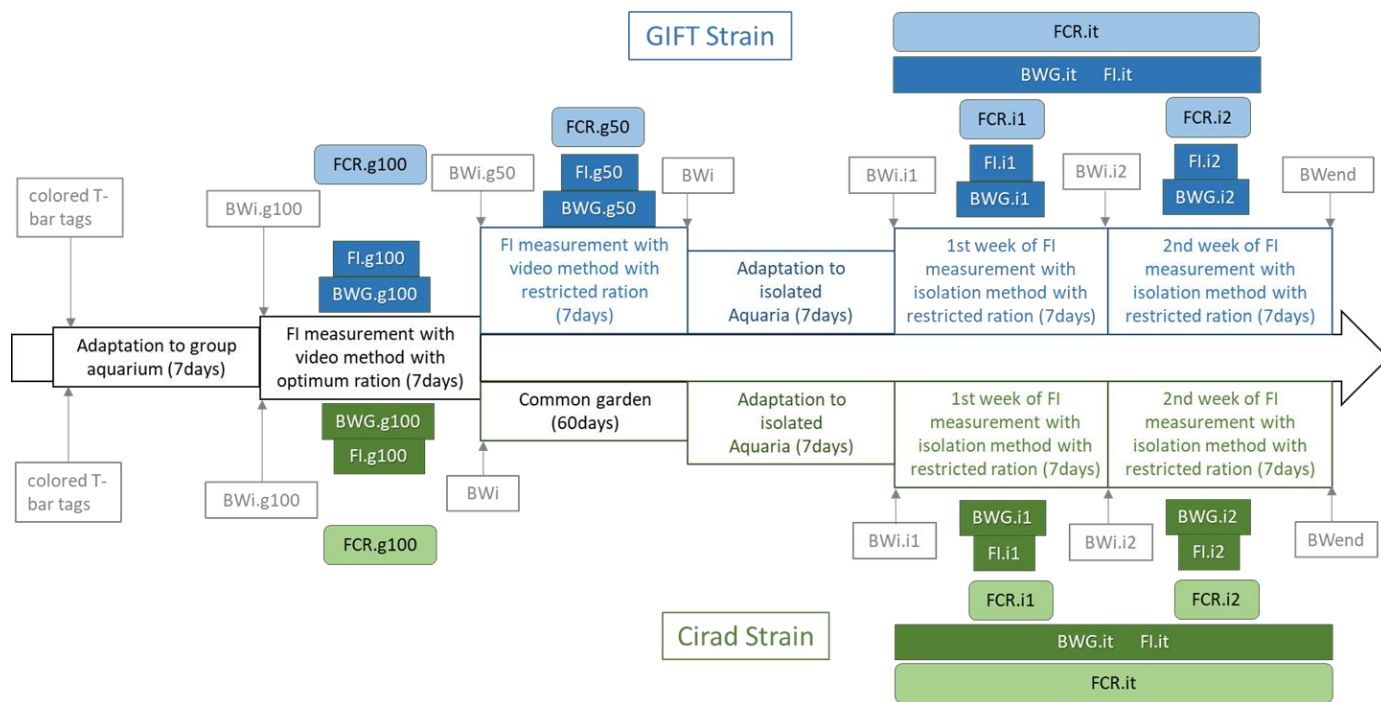 GIFT Strain
FCR.it
BWG.it FI.it
FCR.g50
FCR.i1
FCR.i2
FCR.g100
BWi.g50
FI.g50
BWi
BWi.i1
FI.i1
BWi.i2
FI.i2
BWend
colored T-
bar tags
BWi.g100
BWG.g50
BWG.i1
BWG.i2
FI.g100
BWG.g100
FI measurement with
video method with
restricted ration
(7days)
Adaptation to
isolated
Aquaria (7days)
1st week of FI
measurement with
isolation method with
restricted ration (7days)
2nd week of FI
measurement with
isolation method with
restricted ration (7days)
Adaptation to group
aquarium (7days)
FI measurement with
video method with
optimum ration (7days)
Common garden
(60days)
Adaptation to
isolated
Aquaria (7days)
1st week of FI
measurement with
isolation method with
restricted ration (7days)
2nd week of FI
measurement with
isolation method with
restricted ration (7days)
BWG.g100
FI.g100
colored T-
bar tags
BWi.g100
BWi
FCR.g100
BWi.i1
BWG.i1
FI.i1
BWi.i2
BWG.i2
FI.i2
BWend
FCR.i1
FCR.i2
Cirad Strain
BWG.it FI.it
FCR.it